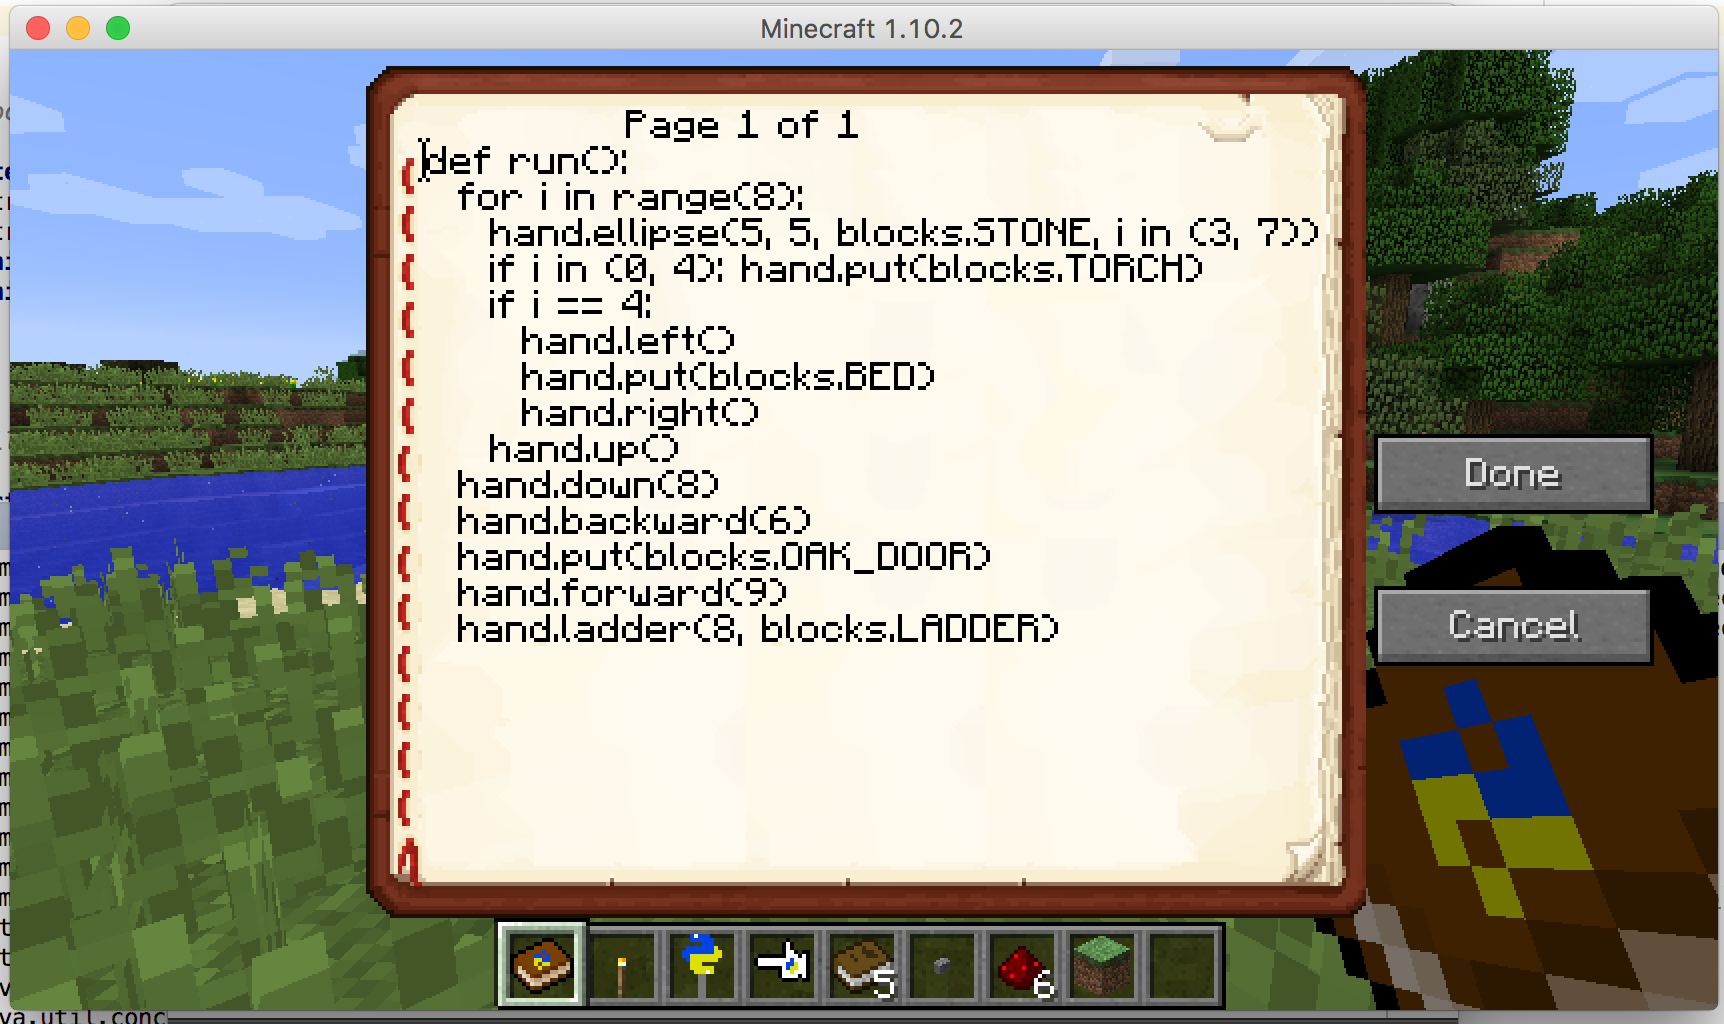 Minecraft 1.10.2
Page 1 of 1
def run():
for i in range(8):
hand.ellipse(5, 5, blocks.STONE, i in (3, 7))
if i in (0, 4): hand.put(blocks.TORCH)
if i == 4:
hand.left()
hand.put(blocks.BED)
hand.right()
hand.up()
hand.down(8)
hand.backward(6)
hand.put(blocks.OAK_DOOR)
hand.forward(9)
hand.ladder(8, blocks.LADDER)
Done
Cancel
5
6
va.util.conc